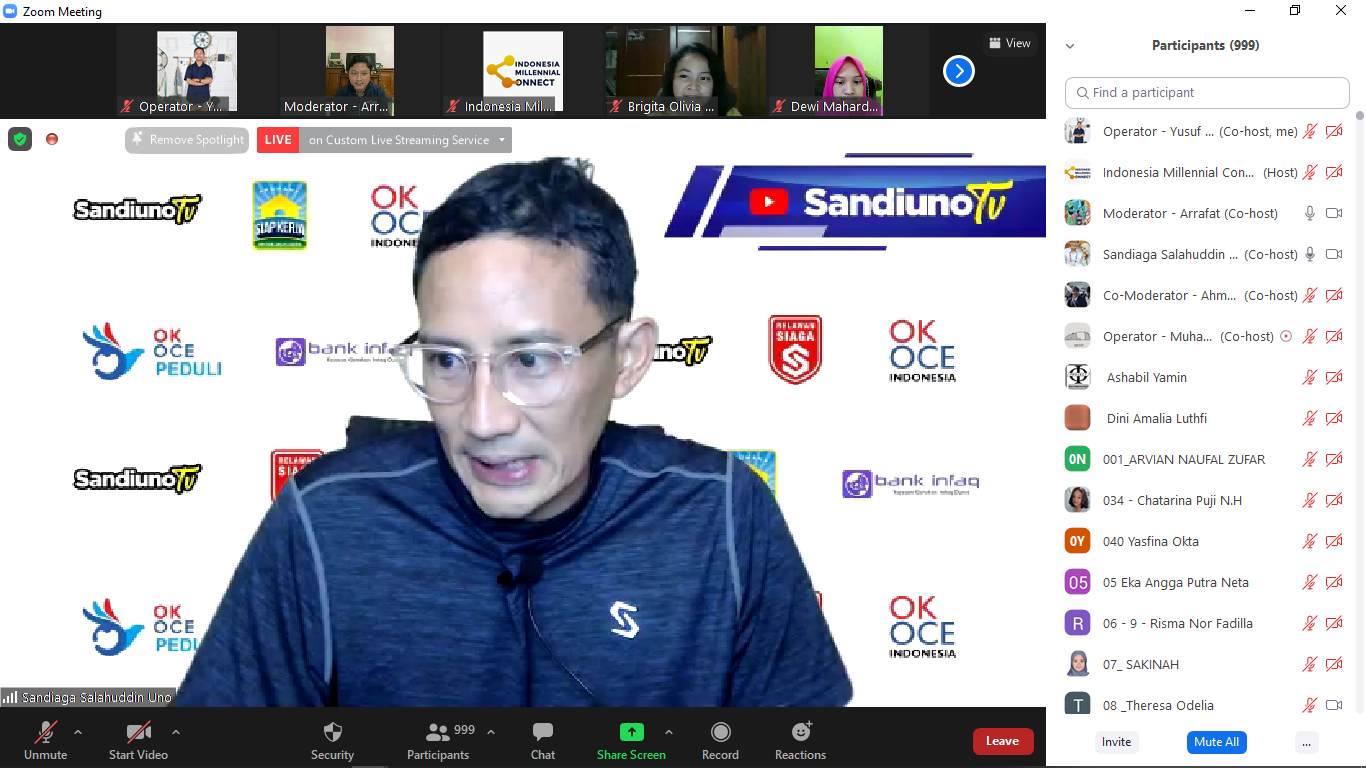 Zoom Meeting
Operator - Y...
Moderator - Arr...
INDONESIA
MILLENNIAL
ONNECT
Indonesia Mil...
Brigita Olivia ...
Dewi Mahard...
View
Remove Spotlight
LIVE on Custom Live Streaming Service
SandiunoTv
SIAP KERJA
OK
OCE
INDONE
SandiunoTv
OK
OCE
PEDULI
bank infaq
unoTv
RELAWAN
SIAGA
OK
OCE
INDONESIA
SandiunoTv
RELAWAN
SIA
bank infaq
OK
OCE
PEDU
OK
OCE
INDONESIA
Sandiaga Salahuddin Uno
Unmute
Start Video
Security
999
Participants
Chat
Share Screen
Record
Reactions
Leave
Participants (999)
Find a participant
Operator - Yusuf ... (Co-host, me)
Indonesia Millennial Con... (Host)
Moderator - Arrafat (Co-host)
Sandiaga Salahuddin ... (Co-host)
Co-Moderator - Ahm... (Co-host)
Operator - Muha... (Co-host)
Ashabil Yamin
Dini Amalia Luthfi
0N 001_ARVIAN NAUFAL ZUFAR
034 - Chatarina Puji N.H
0Y 040 Yasfina Okta
05 05 Eka Angga Putra Neta
R 06 - 9 - Risma Nor Fadilla
07_ SAKINAH
T 08 _Theresa Odelia
Invite
Mute All
...